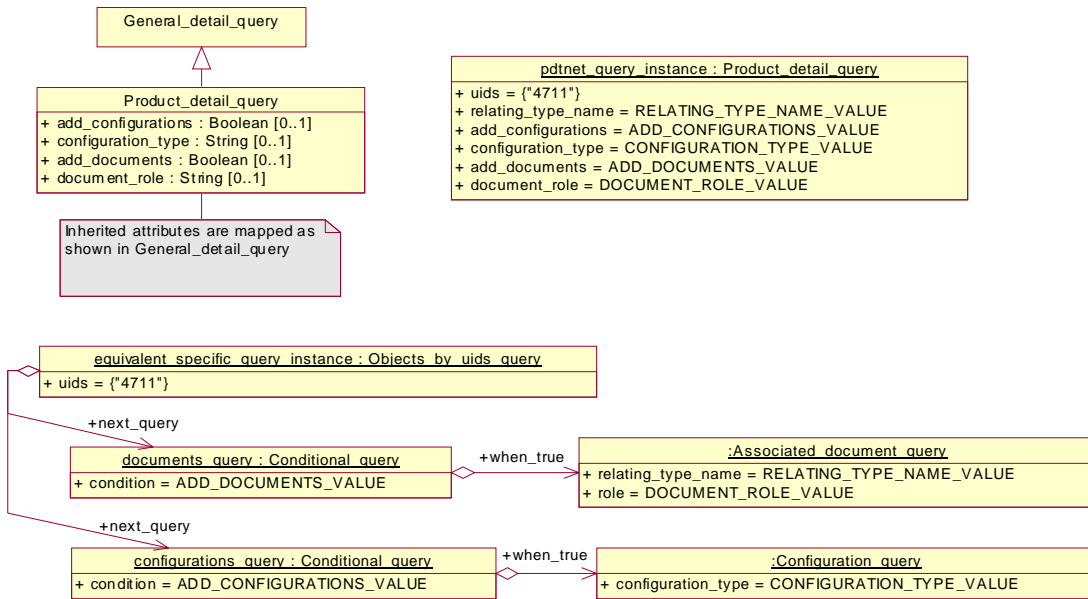 General_detail_query
Product_detail_query
+ add_configurations : Boolean [0..1]
+ configuration_type : String [0..1]
+ add_documents : Boolean [0..1]
+ document_role : String [0..1]
Inherited attributes are mapped as
shown in General_detail_query
pdtnet_query_instance : Product_detail_query
+ uids = {"4711"}
+ relating_type_name = RELATING_TYPE_NAME_VALUE
+ add_configurations = ADD_CONFIGURATIONS_VALUE
+ configuration_type = CONFIGURATION_TYPE_VALUE
+ add_documents = ADD_DOCUMENTS_VALUE
+ document_role = DOCUMENT_ROLE_VALUE
equivalent_specific_query_instance : Objects_by_uids_query
+ uids = {"4711"}
+next_query
documents_query : Conditional_query
+ condition = ADD_DOCUMENTS_VALUE
+when_true
:Associated_document_query
+ relating_type_name = RELATING_TYPE_NAME_VALUE
+ role = DOCUMENT_ROLE_VALUE
+next_query
configurations_query : Conditional_query
+ condition = ADD_CONFIGURATIONS_VALUE
+when_true
:Configuration_query
+ configuration_type = CONFIGURATION_TYPE_VALUE